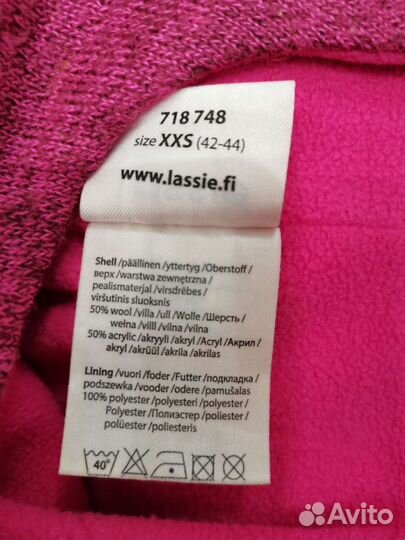 718 748
size XXS (42-44)
www.lassie.fi
Shell /päällinen /yttertyg /Oberstoff /
верх /warstwa zewnętrzna /
pealismaterjal /virsdrēbes /
viršutinis sluoksnis
50% wool /villa /ull /Wolle /Шерсть /
wełna /vill /vilna /vilna
50% acrylic /akryyli /akryl /Acryl /Акрил /
akryl /akrüül /akrila /akrilas
Lining /vuori /foder /Futter /подкладка /
podszewka /vooder /odere /pamušalas
100% polyester /polyesteri /polyester /
Polyester /Полиэстер /poliester /
polüester /poliesteris
40°
Avito